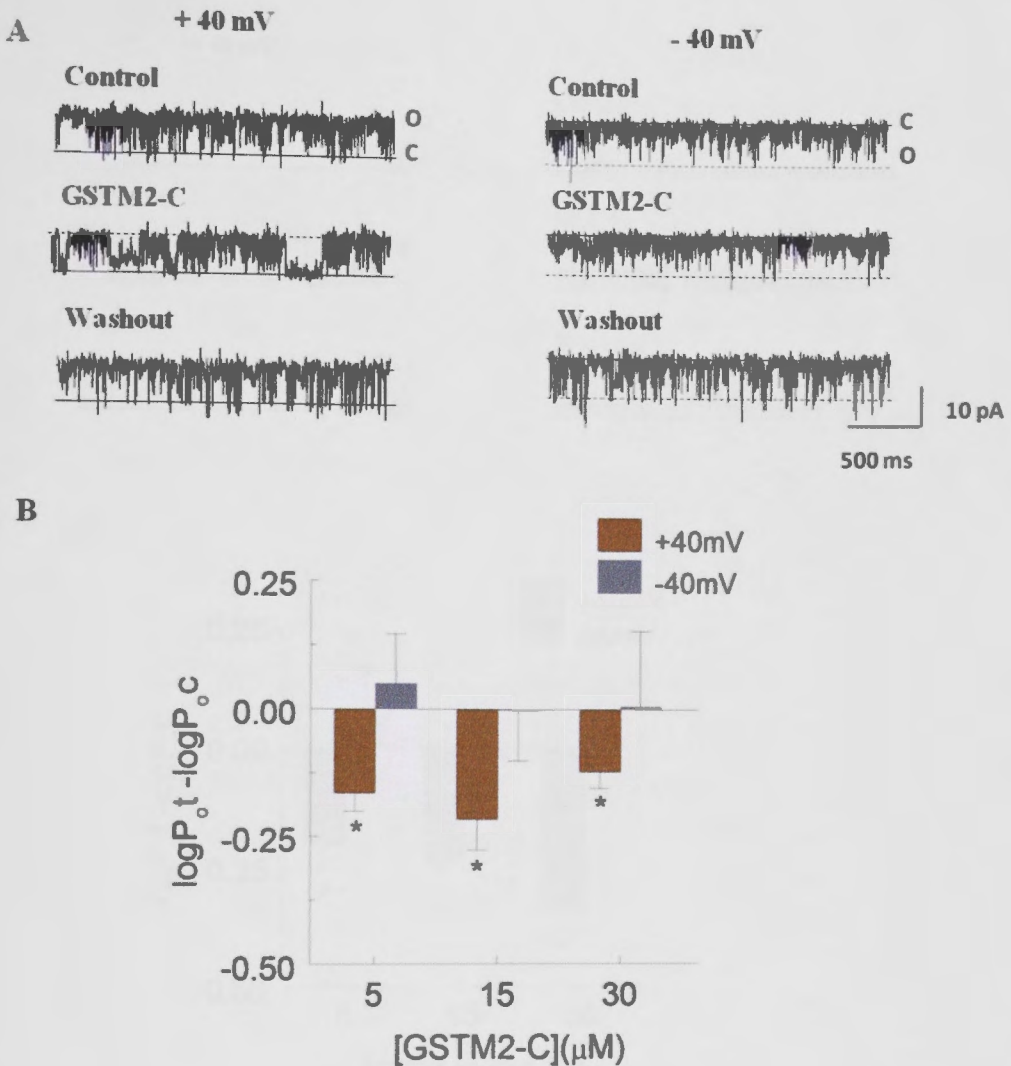 A
+ 40 mV
- 40 mV
Control
O
C
Control
C
O
GSTM2-C
GSTM2-C
Washout
Washout
10 pA
500 ms
B
+40mV
-40mV
0.25
0.00
-0.25
-0.50
logPₒt -logPₒc
*
*
*
5
15
30
[GSTM2-C](μM)